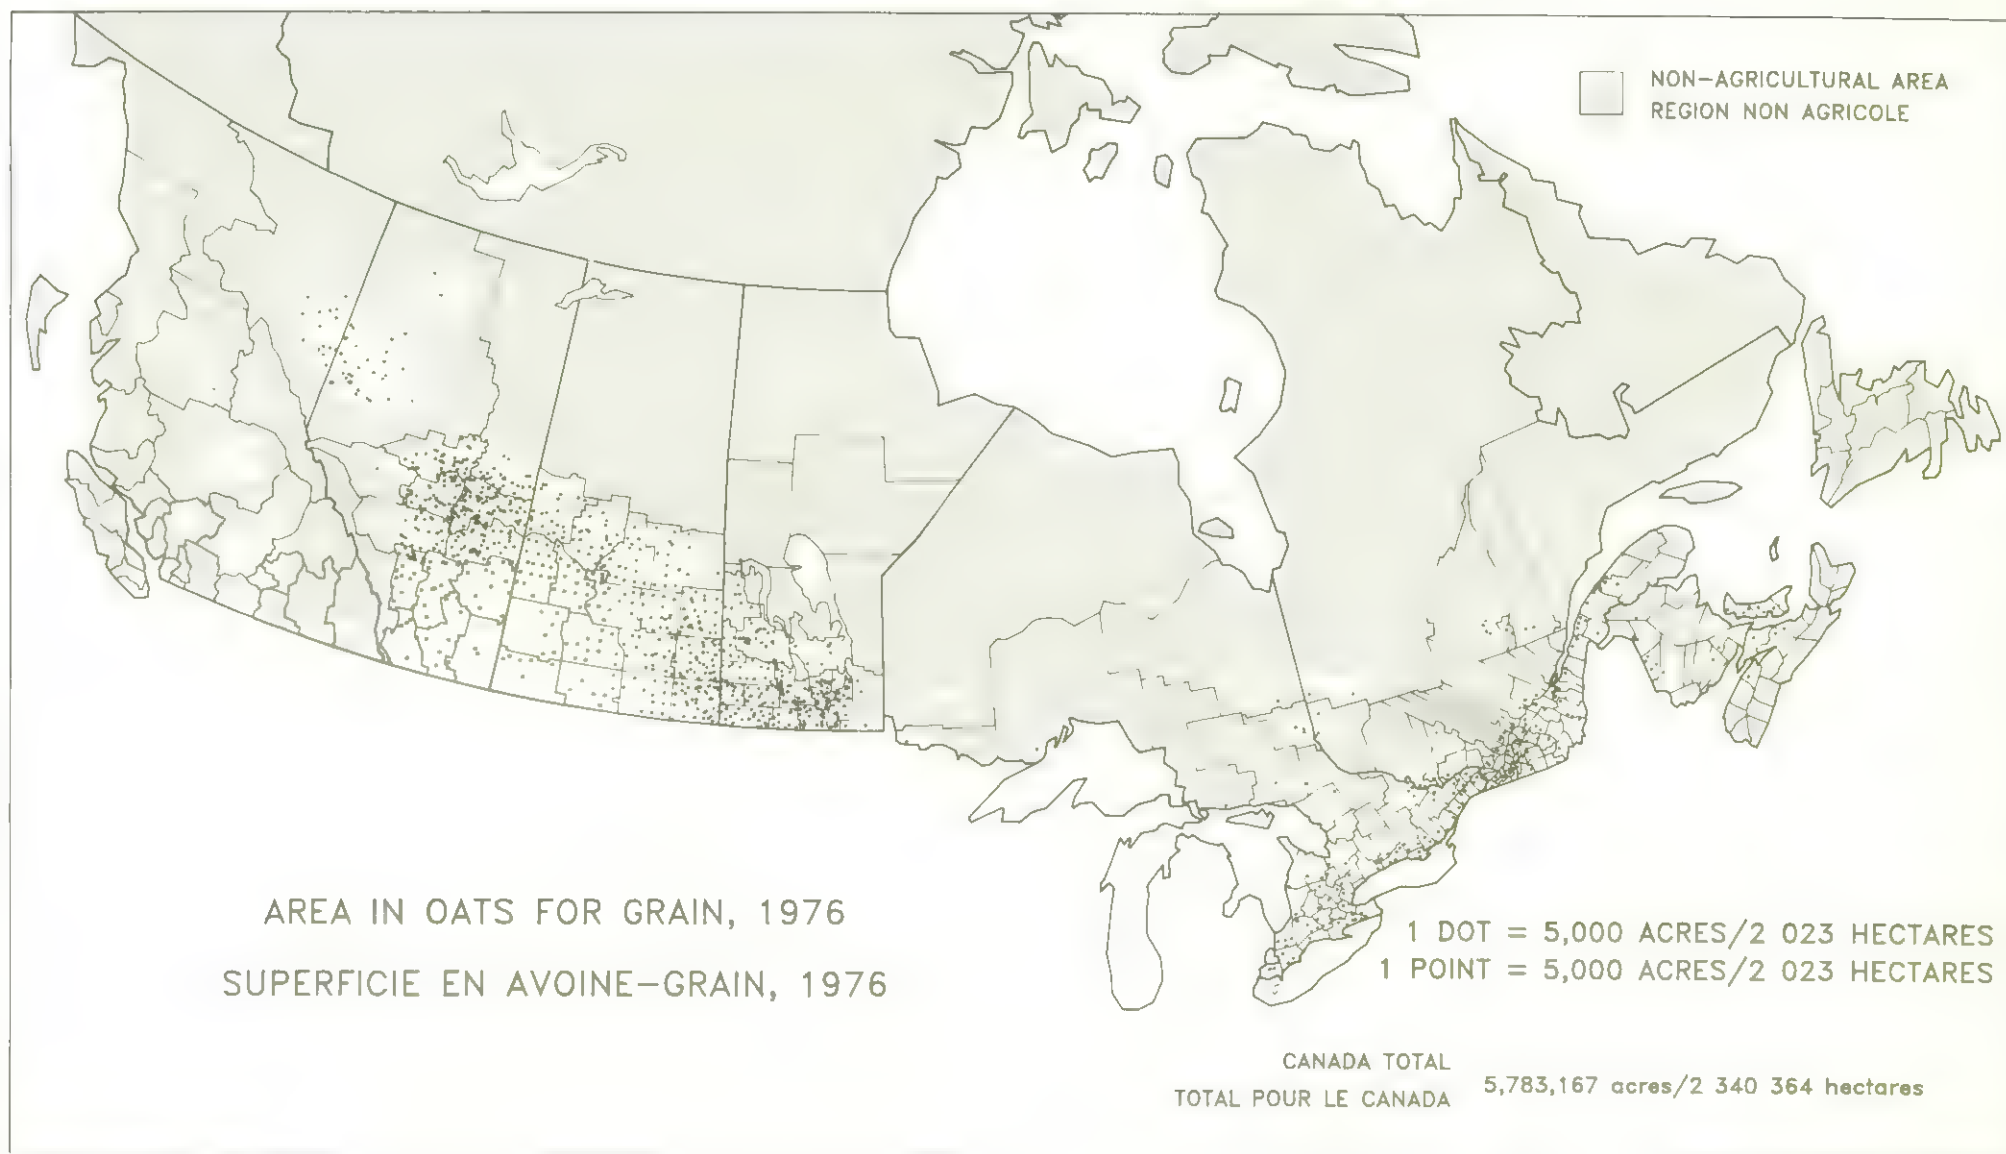 NON-AGRICULTURAL AREA
REGION NON AGRICOLE
AREA IN OATS FOR GRAIN, 1976
SUPERFICIE EN AVOINE-GRAIN, 1976
1 DOT = 5,000 ACRES/2 023 HECTARES
1 POINT = 5,000 ACRES/2 023 HECTARES
CANADA TOTAL
TOTAL POUR LE CANADA
5,783,167 acres/2 340 364 hectares